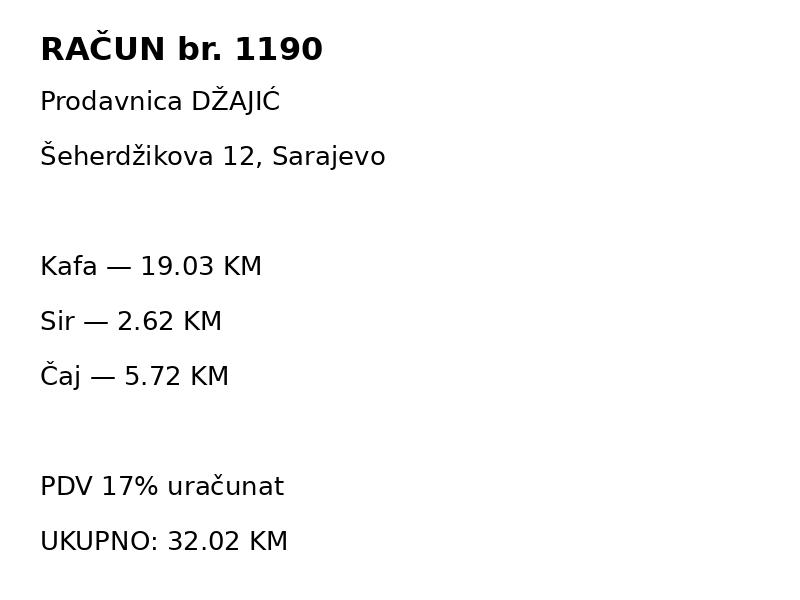 RAČUN br. 1190
Prodavnica DŽAJIĆ
Šeherdžikova 12, Sarajevo
Kafa — 19.03 KM
Sir — 2.62 KM
Čaj — 5.72 KM
PDV 17% uračunat
UKUPNO: 32.02 KM